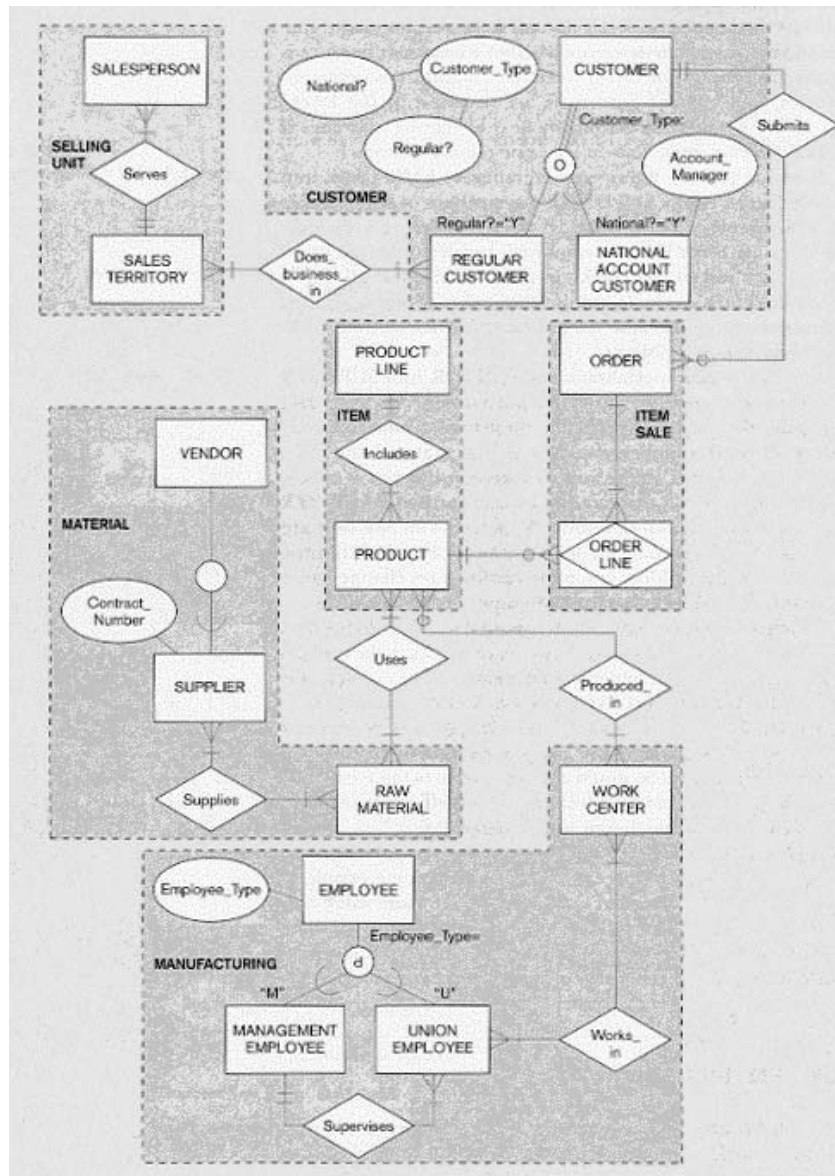 SALESPERSON
SELLING
UNIT
Serves
SALES
TERRITORY
National?
Customer_Type
CUSTOMER
Customer_Type:
Regular?
O
Account_
Manager
Submits
CUSTOMER
Regular?="Y"
National?="Y"
REGULAR
CUSTOMER
NATIONAL
ACCOUNT
CUSTOMER
Does_
business_
in
PRODUCT
LINE
ITEM
Includes
PRODUCT
ORDER
ITEM
SALE
ORDER
LINE
VENDOR
MATERIAL
Contract_
Number
SUPPLIER
Supplies
RAW
MATERIAL
Uses
Produced_
in
WORK
CENTER
Employee_Type
EMPLOYEE
Employee_Type=
d
MANUFACTURING
"M"
"U"
MANAGEMENT
EMPLOYEE
UNION
EMPLOYEE
Works_
in
Supervises